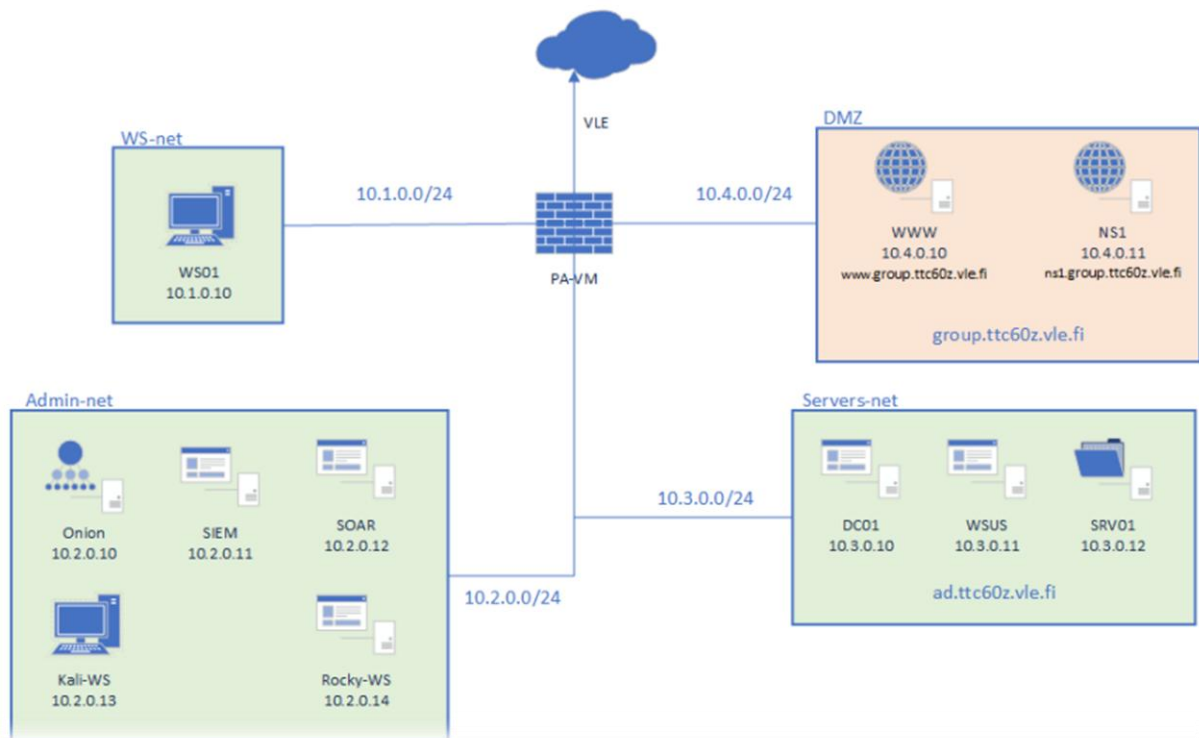 VLE
WS-net
DMZ
10.1.0.0/24
10.4.0.0/24
WS01
10.1.0.10
PA-VM
WWW
10.4.0.10
www.group.ttc60z.vle.fi
NS1
10.4.0.11
ns1.group.ttc60z.vle.fi
group.ttc60z.vle.fi
Admin-net
Servers-net
Onion
10.2.0.10
SIEM
10.2.0.11
SOAR
10.2.0.12
10.3.0.0/24
DC01
10.3.0.10
WSUS
10.3.0.11
SRV01
10.3.0.12
10.2.0.0/24
ad.ttc60z.vle.fi
Kali-WS
10.2.0.13
Rocky-WS
10.2.0.14